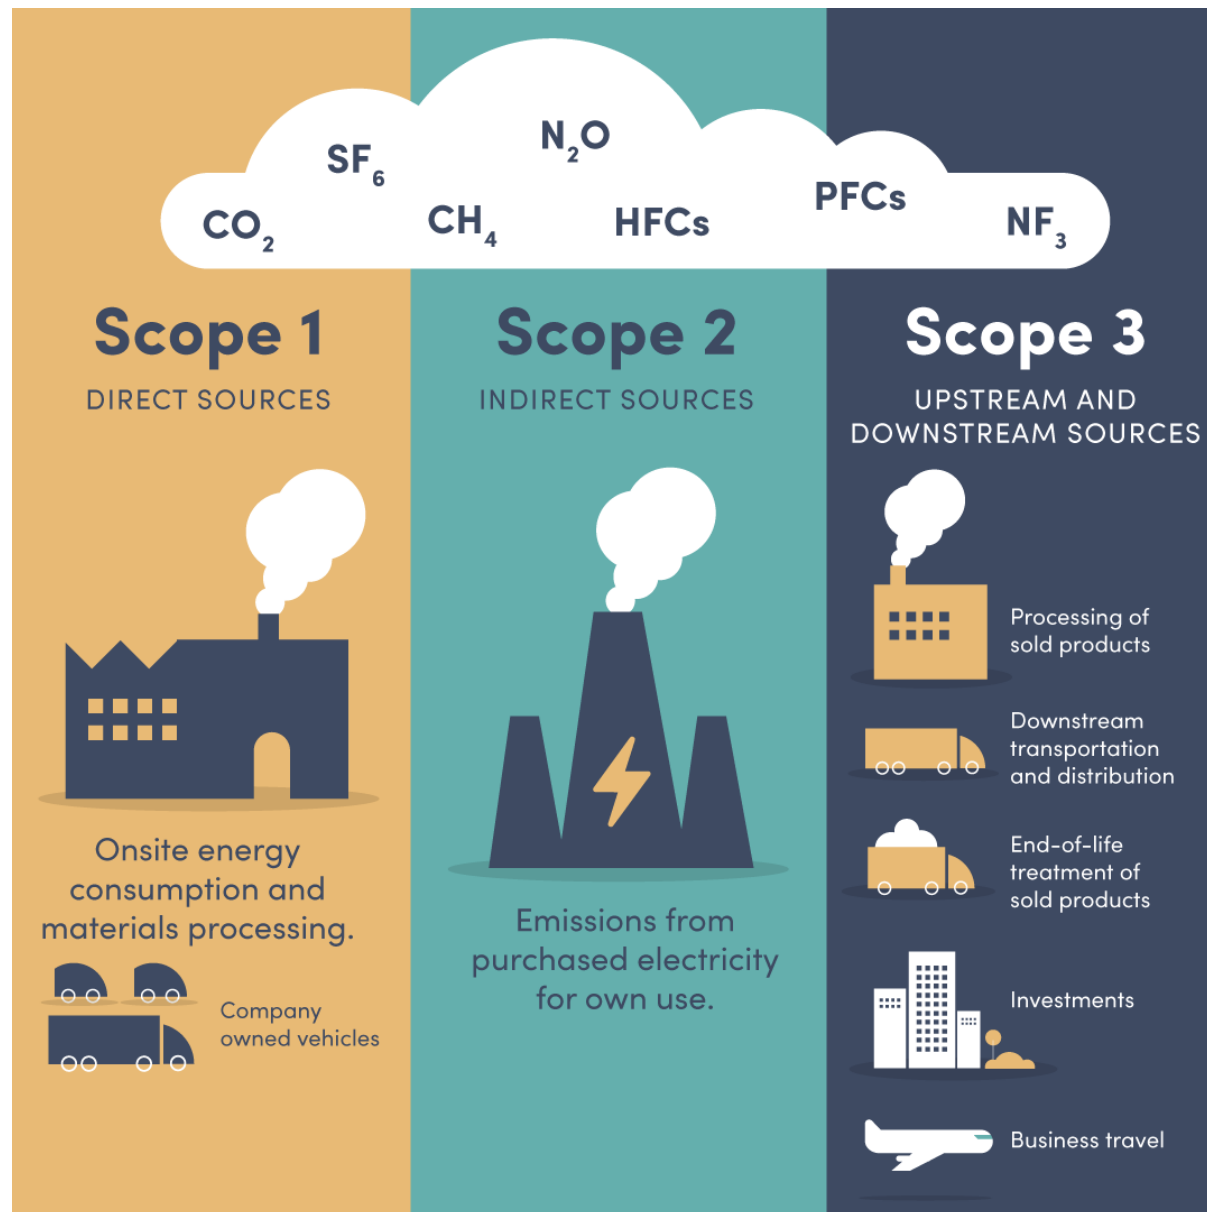 N₂O
SF₆
PFCs
CO₂
CH₄
HFCs
NF₃
Scope 1
DIRECT SOURCES
Onsite energy
consumption and
materials processing.
Company
owned vehicles
Scope 2
INDIRECT SOURCES
Emissions from
purchased electricity
for own use.
Scope 3
UPSTREAM AND
DOWNSTREAM SOURCES
Processing of
sold products
Downstream
transportation
and distribution
End-of-life
treatment of
sold products
Investments
Business travel